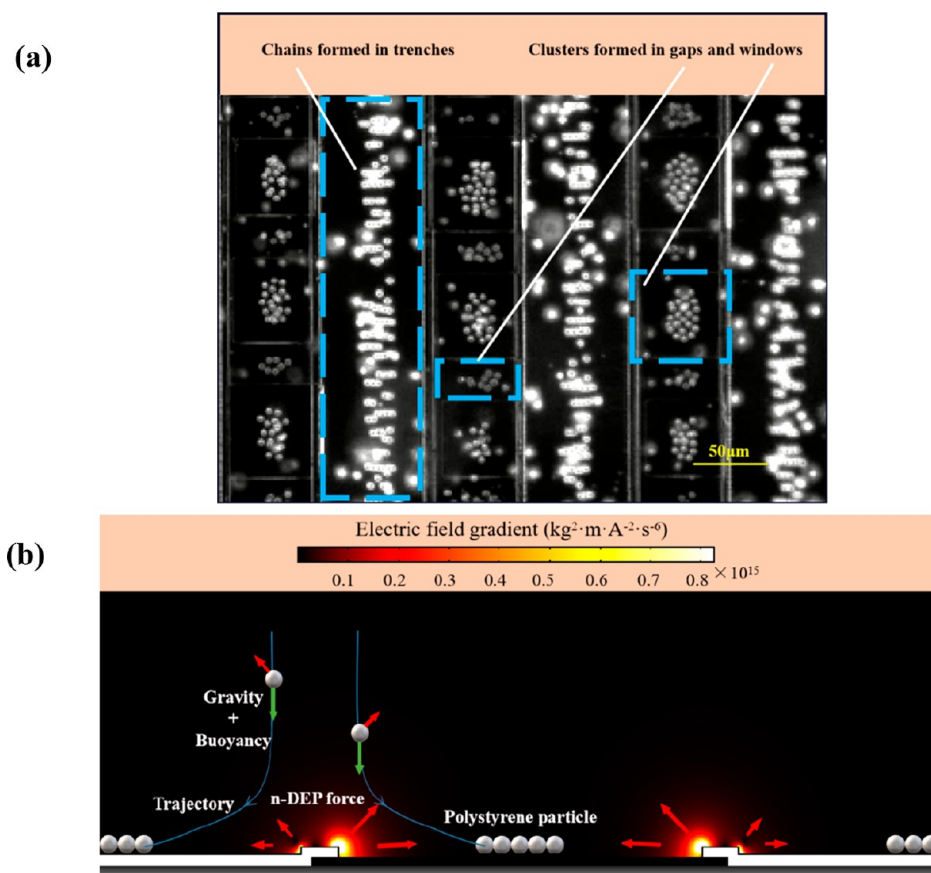 (a)
Chains formed in trenches
Clusters formed in gaps and windows
50μm
(b)
Electric field gradient (kg²·m·A⁻²·s⁻⁶)
0.1 0.2 0.3 0.4 0.5 0.6 0.7 0.8 ×10¹⁵
Gravity
+
Buoyancy
Trajectory
n-DEP force
Polystyrene particle